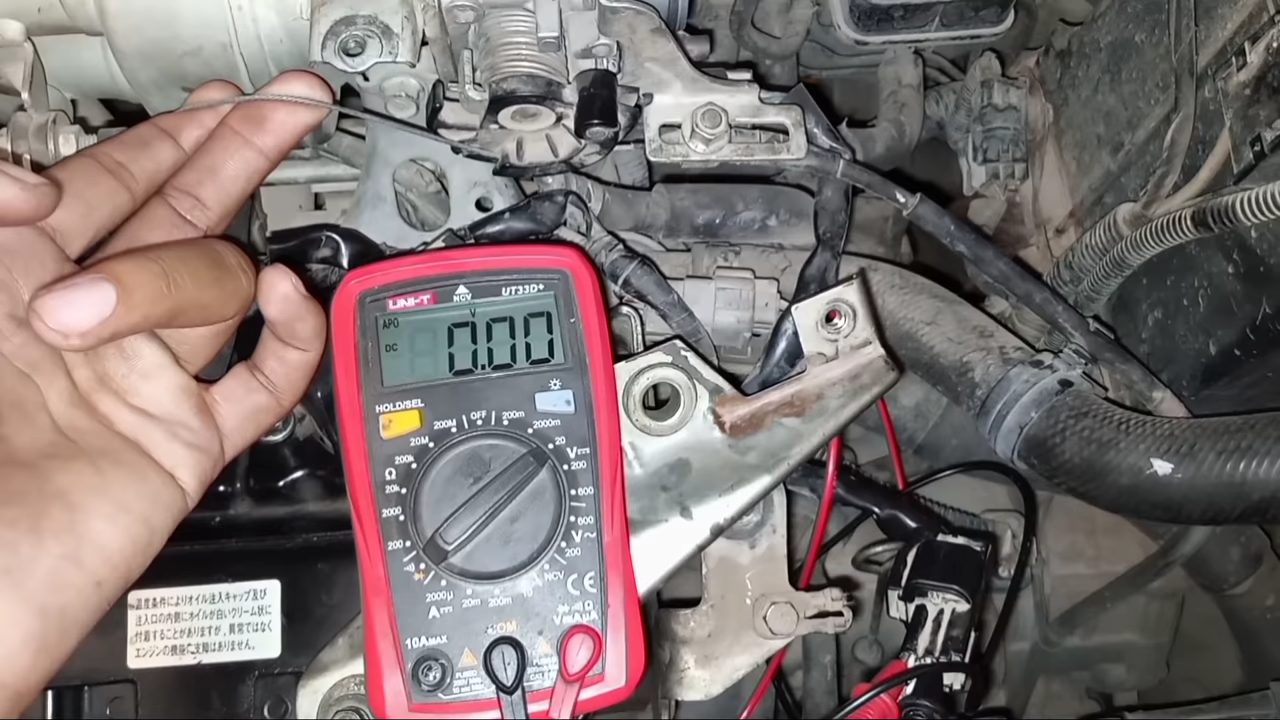 UNI-T
NCV
UT33D+
APO
V
DC
0.00
HOLD/SEL
200M
OFF
200m
2000m
20M
20
200k
V
200
Ω
20k
600
2000
600
V~
200
200
NCV
2000μ
20m
200m
A
CE
10AMAX
COM
VΩmA
温度条件によりオイル注入キャップ及び
注入口の内側にオイルが白いクリーム状に
付着することがありますが,異常ではなく
エンジンの機能に支障はありません。